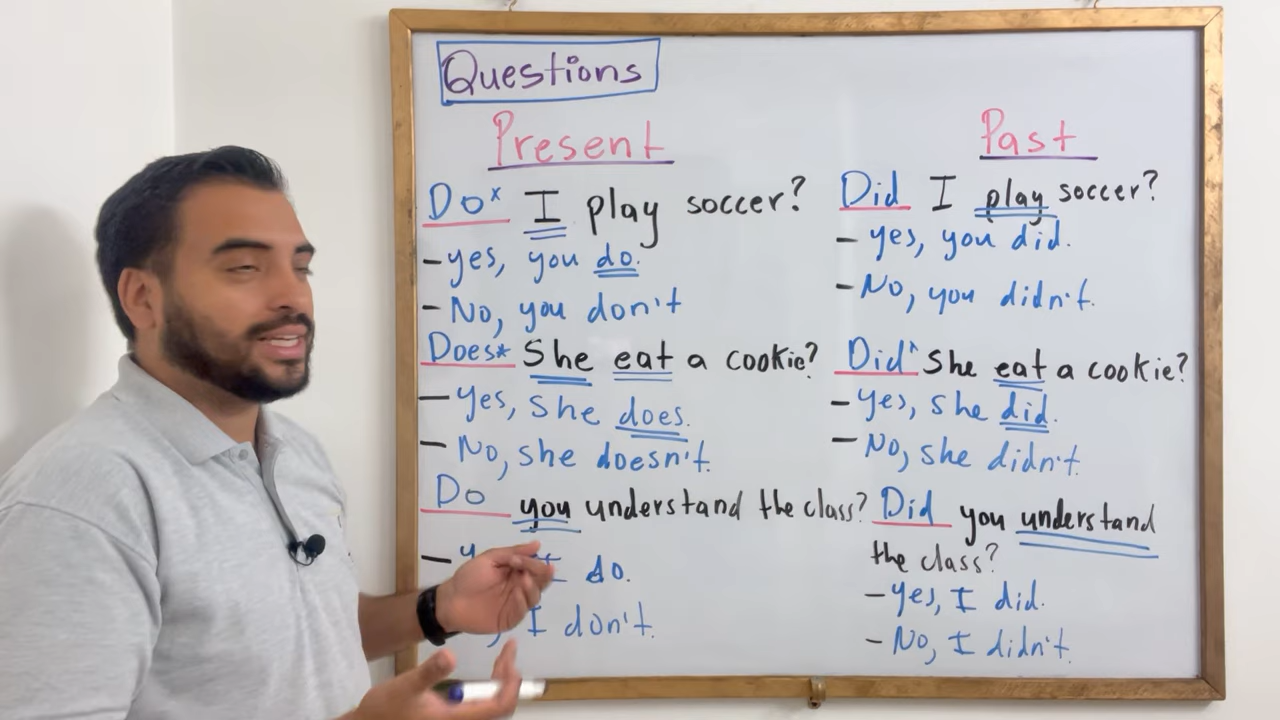 Questions
Present
Do* I play soccer?
- yes, you do.
- No, you don't
Does* She eat a cookie?
- Yes, She does.
- No, she doesn't.
Do you understand the class?
- I do.
- I don't.
Past
Did I play soccer?
- yes, you did.
- No, you didn't.
Did* She eat a cookie?
- Yes, she did.
- No, she didn't.
Did you understand
the class?
- Yes, I did.
- No, I didn't.